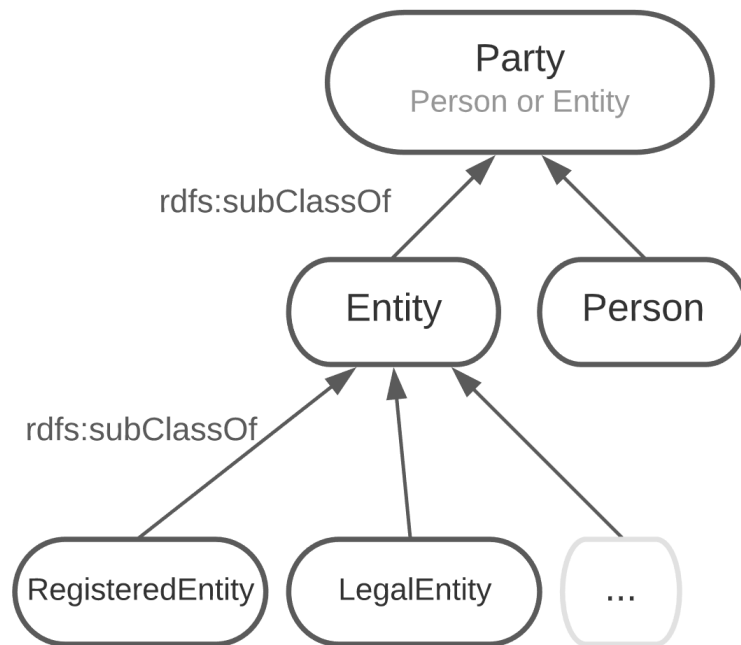 Party
Person or Entity
rdfs:subClassOf
Entity
Person
rdfs:subClassOf
RegisteredEntity
LegalEntity
...